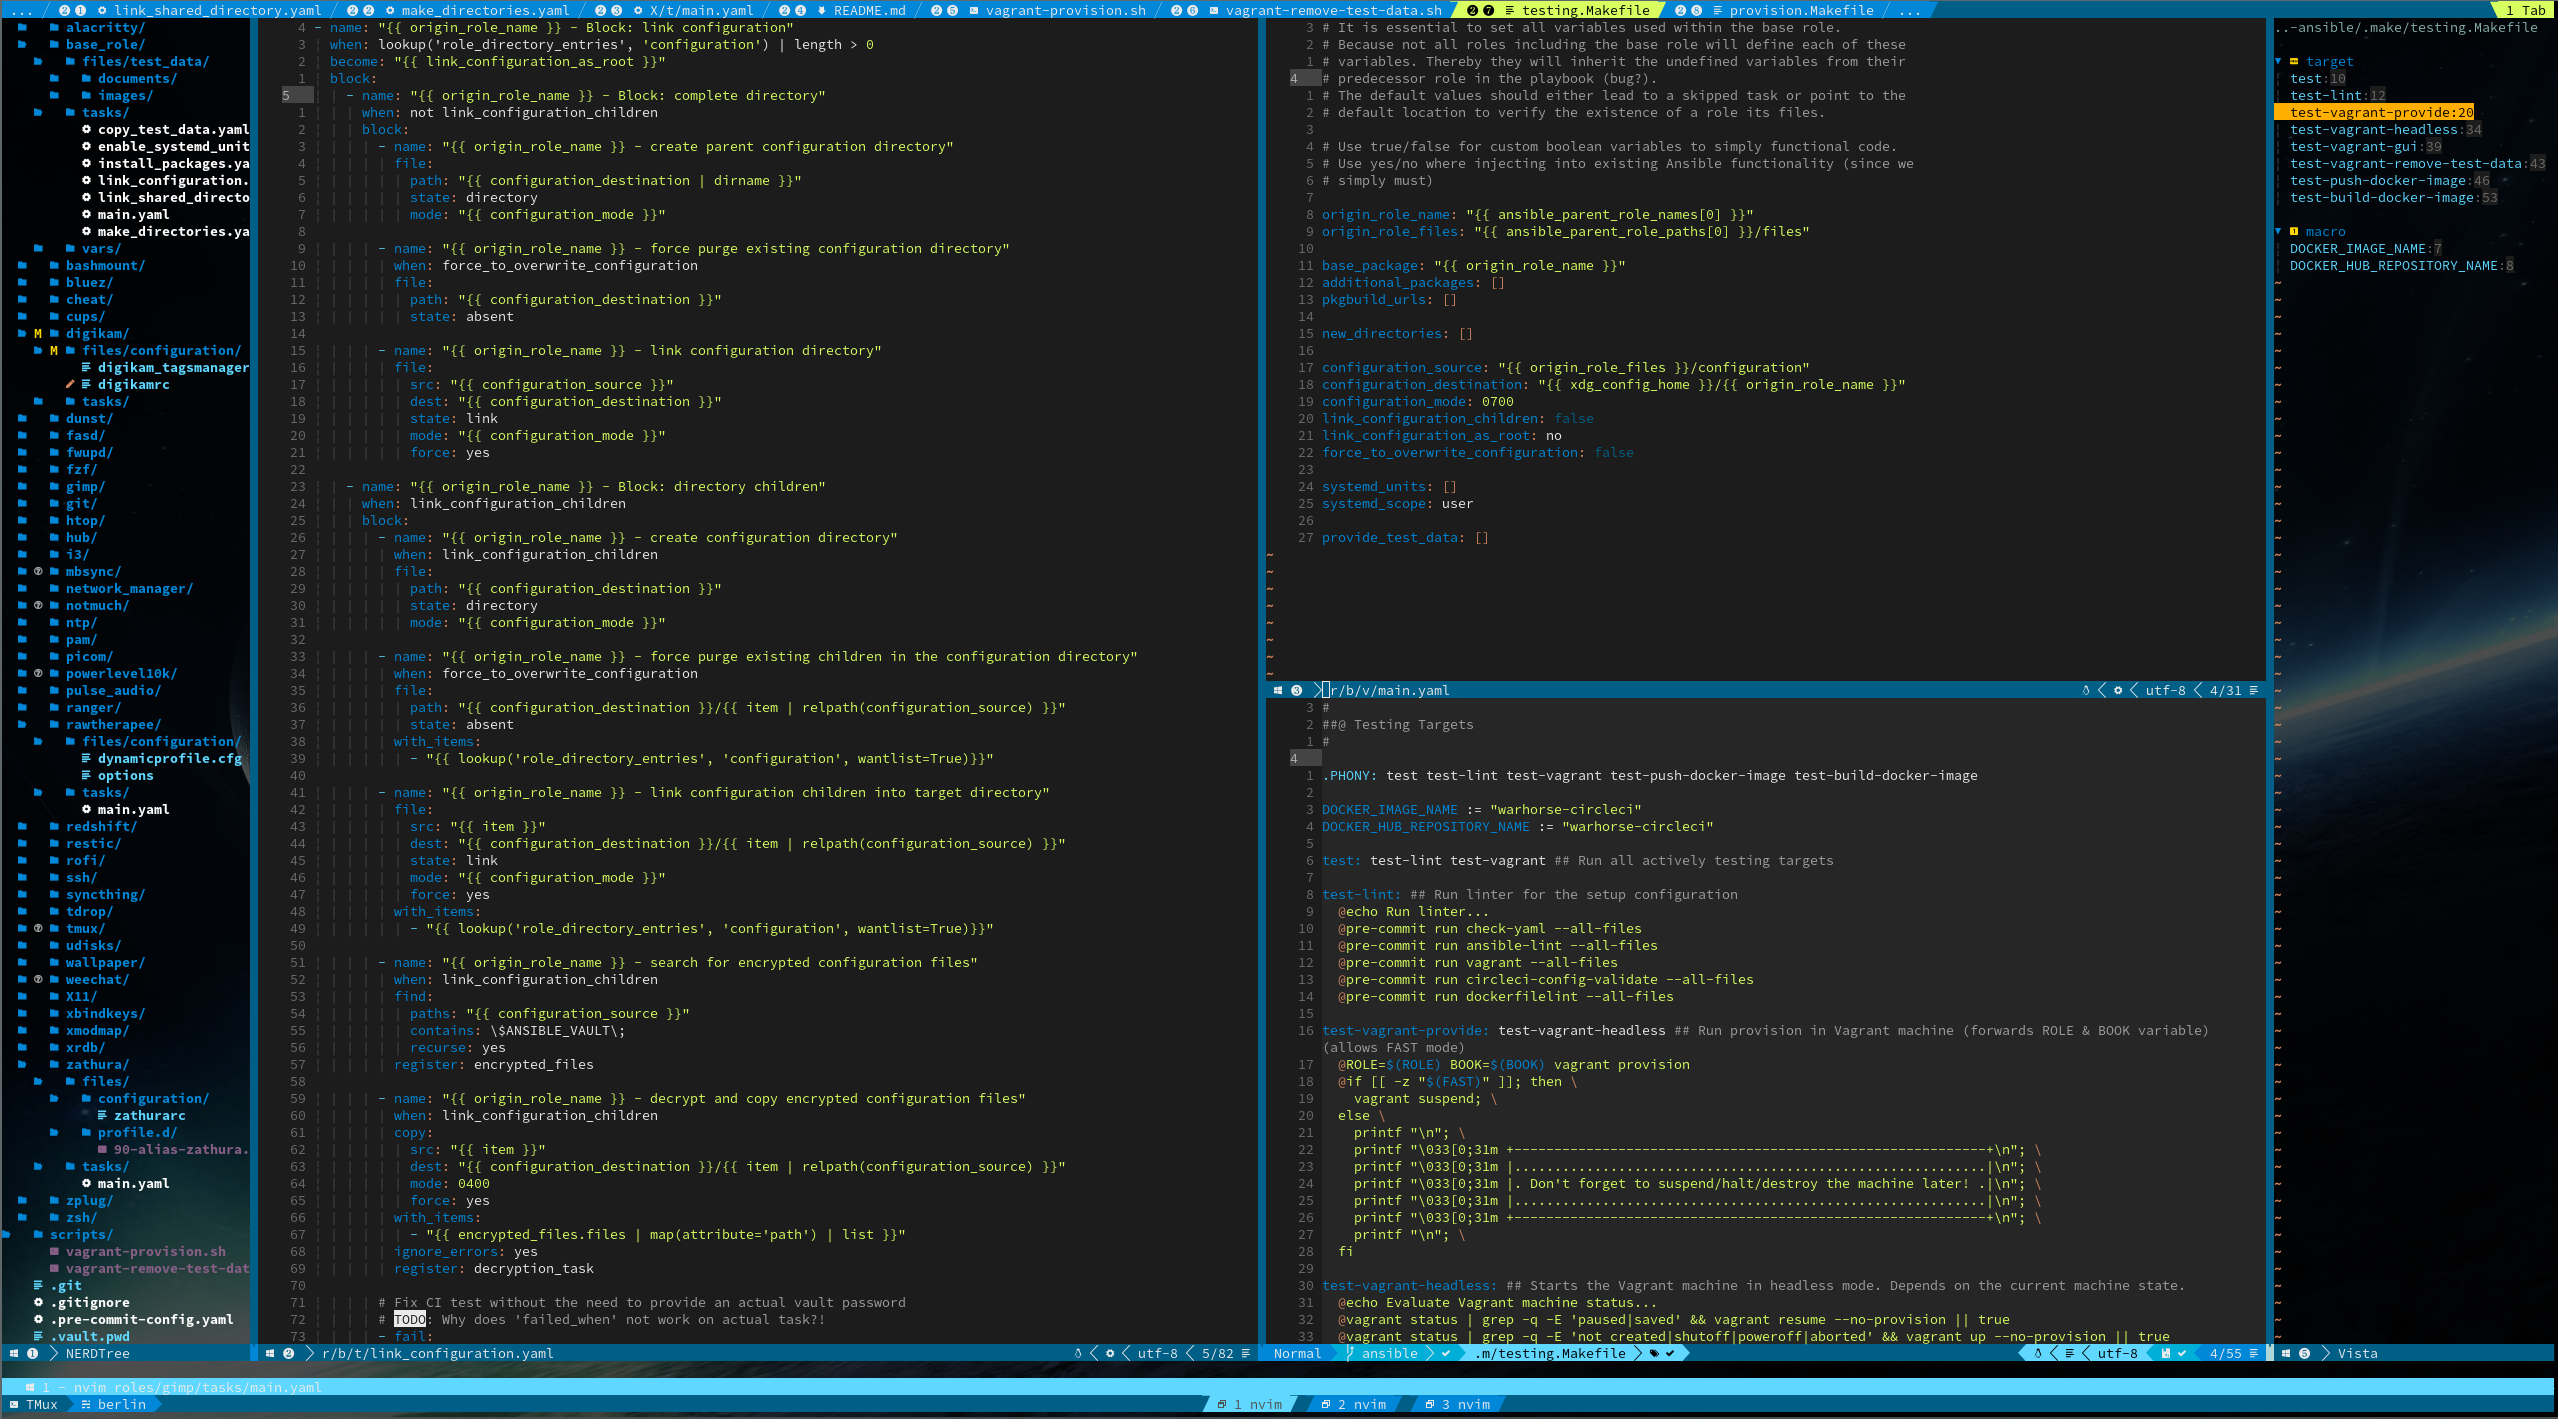 ... link_shared_directory.yaml make_directories.yaml X/t/main.yaml README.md vagrant-provision.sh vagrant-remove-test-data.sh testing.Makefile provision.Makefile ... 1 Tab
alacritty/
base_role/
files/test_data/
documents/
images/
tasks/
copy_test_data.yaml
enable_systemd_unit
install_packages.ya
link_configuration.
link_shared_directo
main.yaml
make_directories.ya
vars/
bashmount/
bluez/
cheat/
cups/
M digikam/
M files/configuration/
digikam_tagsmanager
digikamrc
tasks/
dunst/
fasd/
fwupd/
fzf/
gimp/
git/
htop/
hub/
i3/
mbsync/
network_manager/
notmuch/
ntp/
pam/
picom/
powerlevel10k/
pulse_audio/
ranger/
rawtherapee/
files/configuration/
dynamicprofile.cfg
options
tasks/
main.yaml
redshift/
restic/
rofi/
ssh/
syncthing/
tdrop/
tmux/
udisks/
wallpaper/
weechat/
X11/
xbindkeys/
xmodmap/
xrdb/
zathura/
files/
configuration/
zathurarc
profile.d/
90-alias-zathura.
tasks/
main.yaml
zplug/
zsh/
scripts/
vagrant-provision.sh
vagrant-remove-test-dat
.git
.gitignore
.pre-commit-config.yaml
.vault.pwd
1 NERDTree
4 - name: "{{ origin_role_name }} - Block: link configuration"
3 when: lookup('role_directory_entries', 'configuration') | length > 0
2 become: "{{ link_configuration_as_root }}"
1 block:
5 - name: "{{ origin_role_name }} - Block: complete directory"
1 when: not link_configuration_children
2 block:
3 - name: "{{ origin_role_name }} - create parent configuration directory"
4 file:
5 path: "{{ configuration_destination | dirname }}"
6 state: directory
7 mode: "{{ configuration_mode }}"
8
9 - name: "{{ origin_role_name }} - force purge existing configuration directory"
10 when: force_to_overwrite_configuration
11 file:
12 path: "{{ configuration_destination }}"
13 state: absent
14
15 - name: "{{ origin_role_name }} - link configuration directory"
16 file:
17 src: "{{ configuration_source }}"
18 dest: "{{ configuration_destination }}"
19 state: link
20 mode: "{{ configuration_mode }}"
21 force: yes
22
23 - name: "{{ origin_role_name }} - Block: directory children"
24 when: link_configuration_children
25 block:
26 - name: "{{ origin_role_name }} - create configuration directory"
27 when: link_configuration_children
28 file:
29 path: "{{ configuration_destination }}"
30 state: directory
31 mode: "{{ configuration_mode }}"
32
33 - name: "{{ origin_role_name }} - force purge existing children in the configuration directory"
34 when: force_to_overwrite_configuration
35 file:
36 path: "{{ configuration_destination }}/{{ item | relpath(configuration_source) }}"
37 state: absent
38 with_items:
39 - "{{ lookup('role_directory_entries', 'configuration', wantlist=True)}}"
40
41 - name: "{{ origin_role_name }} - link configuration children into target directory"
42 file:
43 src: "{{ item }}"
44 dest: "{{ configuration_destination }}/{{ item | relpath(configuration_source) }}"
45 state: link
46 mode: "{{ configuration_mode }}"
47 force: yes
48 with_items:
49 - "{{ lookup('role_directory_entries', 'configuration', wantlist=True)}}"
50
51 - name: "{{ origin_role_name }} - search for encrypted configuration files"
52 when: link_configuration_children
53 find:
54 paths: "{{ configuration_source }}"
55 contains: \$ANSIBLE_VAULT\;
56 recurse: yes
57 register: encrypted_files
58
59 - name: "{{ origin_role_name }} - decrypt and copy encrypted configuration files"
60 when: link_configuration_children
61 copy:
62 src: "{{ item }}"
63 dest: "{{ configuration_destination }}/{{ item | relpath(configuration_source) }}"
64 mode: 0400
65 force: yes
66 with_items:
67 - "{{ encrypted_files.files | map(attribute='path') | list }}"
68 ignore_errors: yes
69 register: decryption_task
70
71 # Fix CI test without the need to provide an actual vault password
72 # TODO: Why does 'failed_when' not work on actual task?!
73 - fail:
2 r/b/t/link_configuration.yaml utf-8 5/82
3 # It is essential to set all variables used within the base role.
2 # Because not all roles including the base role will define each of these
1 # variables. Thereby they will inherit the undefined variables from their
4 # predecessor role in the playbook (bug?).
1 # The default values should either lead to a skipped task or point to the
2 # default location to verify the existence of a role its files.
3
4 # Use true/false for custom boolean variables to simply functional code.
5 # Use yes/no where injecting into existing Ansible functionality (since we
6 # simply must)
7
8 origin_role_name: "{{ ansible_parent_role_names[0] }}"
9 origin_role_files: "{{ ansible_parent_role_paths[0] }}/files"
10
11 base_package: "{{ origin_role_name }}"
12 additional_packages: []
13 pkgbuild_urls: []
14
15 new_directories: []
16
17 configuration_source: "{{ origin_role_files }}/configuration"
18 configuration_destination: "{{ xdg_config_home }}/{{ origin_role_name }}"
19 configuration_mode: 0700
20 link_configuration_children: false
21 link_configuration_as_root: no
22 force_to_overwrite_configuration: false
23
24 systemd_units: []
25 systemd_scope: user
26
27 provide_test_data: []
3 r/b/v/main.yaml utf-8 4/31
3 #
2 ##@ Testing Targets
1 #
4
1 .PHONY: test test-lint test-vagrant test-push-docker-image test-build-docker-image
2
3 DOCKER_IMAGE_NAME := "warhorse-circleci"
4 DOCKER_HUB_REPOSITORY_NAME := "warhorse-circleci"
5
6 test: test-lint test-vagrant ## Run all actively testing targets
7
8 test-lint: ## Run linter for the setup configuration
9 @echo Run linter...
10 @pre-commit run check-yaml --all-files
11 @pre-commit run ansible-lint --all-files
12 @pre-commit run vagrant --all-files
13 @pre-commit run circleci-config-validate --all-files
14 @pre-commit run dockerfilelint --all-files
15
16 test-vagrant-provide: test-vagrant-headless ## Run provision in Vagrant machine (forwards ROLE & BOOK variable)
(allows FAST mode)
17 @ROLE=$(ROLE) BOOK=$(BOOK) vagrant provision
18 @if [[ -z "$(FAST)" ]]; then \
19 vagrant suspend; \
20 else \
21 printf "\n"; \
22 printf "\033[0;31m +-----------------------------------------------------------+\n"; \
23 printf "\033[0;31m |...........................................................|\n"; \
24 printf "\033[0;31m |. Don't forget to suspend/halt/destroy the machine later! .|\n"; \
25 printf "\033[0;31m |...........................................................|\n"; \
26 printf "\033[0;31m +-----------------------------------------------------------+\n"; \
27 printf "\n"; \
28 fi
29
30 test-vagrant-headless: ## Starts the Vagrant machine in headless mode. Depends on the current machine state.
31 @echo Evaluate Vagrant machine status...
32 @vagrant status | grep -q -E 'paused|saved' && vagrant resume --no-provision || true
33 @vagrant status | grep -q -E 'not created|shutoff|poweroff|aborted' && vagrant up --no-provision || true
Normal ansible .m/testing.Makefile utf-8 4/55
..-ansible/.make/testing.Makefile
target
test:10
test-lint:12
test-vagrant-provide:20
test-vagrant-headless:34
test-vagrant-gui:39
test-vagrant-remove-test-data:43
test-push-docker-image:46
test-build-docker-image:53
macro
DOCKER_IMAGE_NAME:7
DOCKER_HUB_REPOSITORY_NAME:8
5 Vista
1 - nvim roles/gimp/tasks/main.yaml
TMux berlin 1 nvim 2 nvim 3 nvim